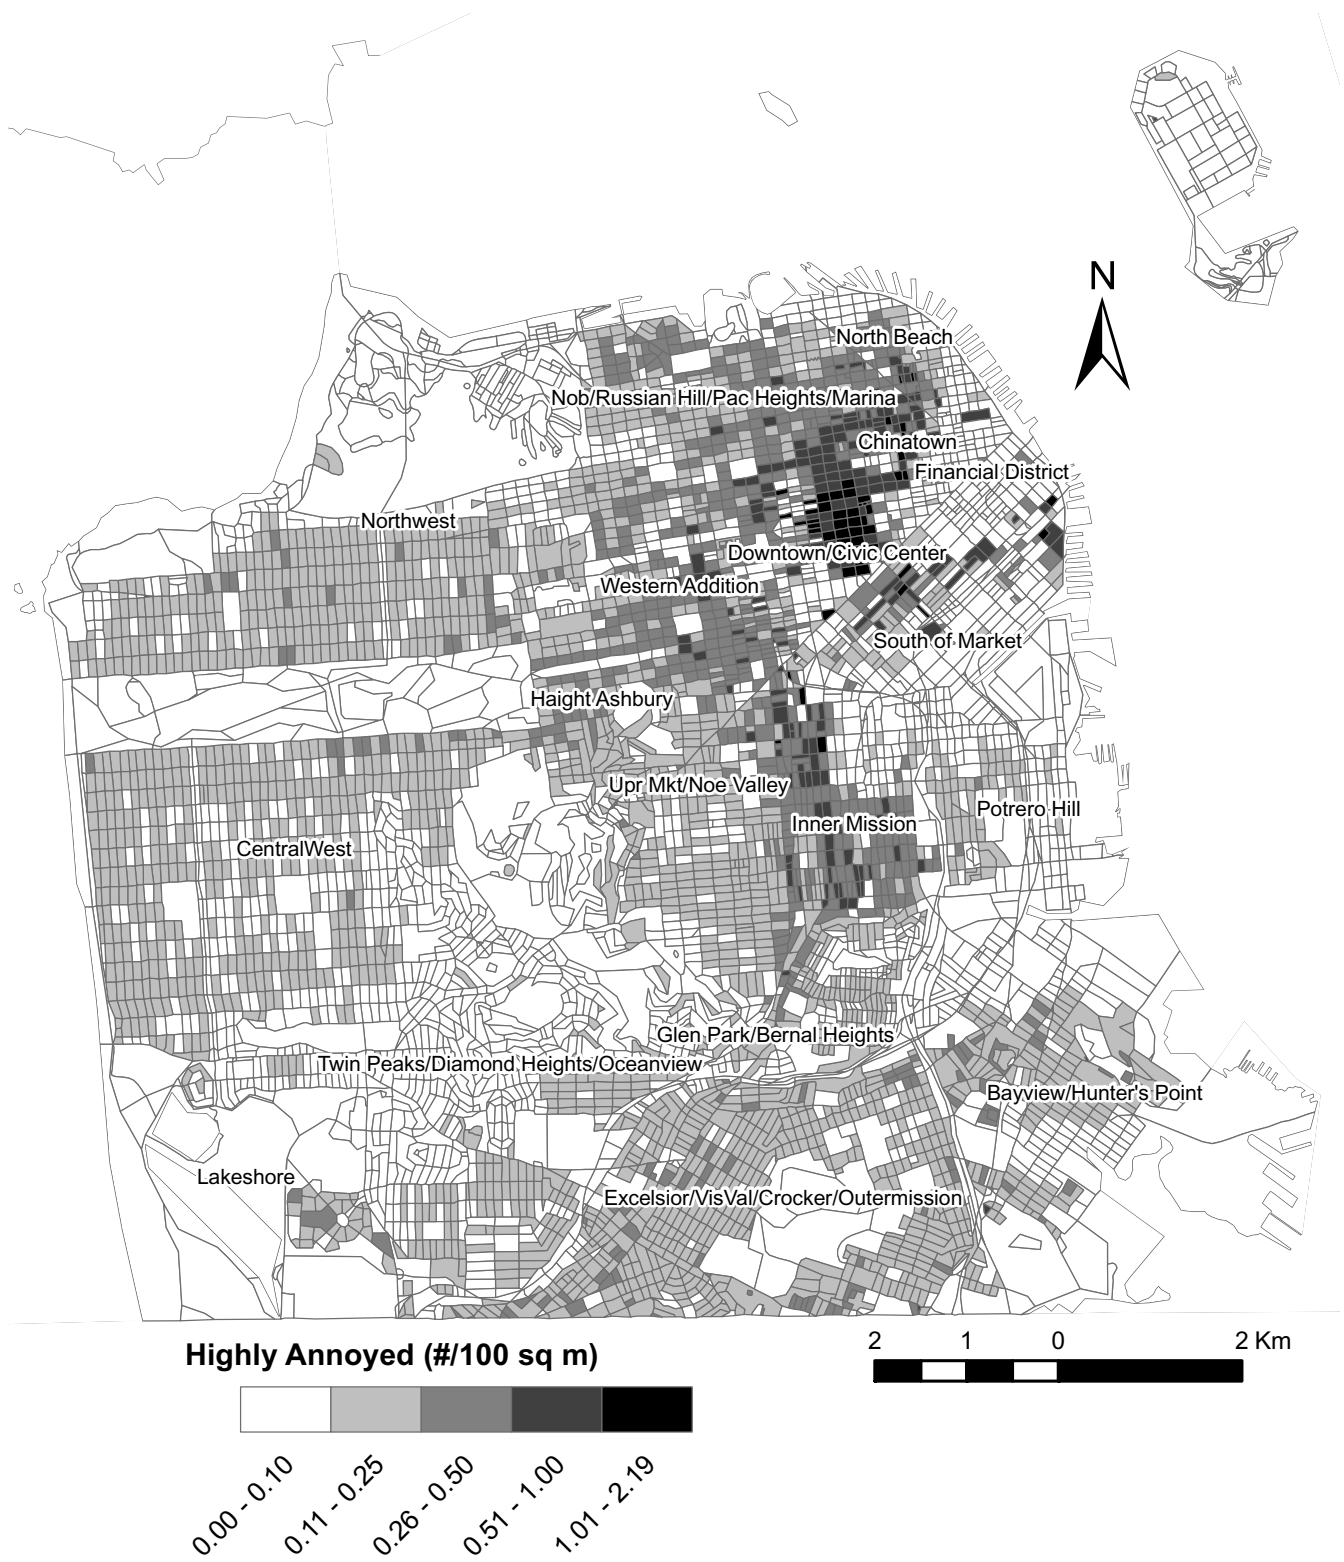 N
North Beach
Nob/Russian Hill/Pac Heights/Marina
Chinatown
Financial District
Northwest
Downtown/Civic Center
Western Addition
South of Market
Haight Ashbury
Upr Mkt/Noe Valley
Potrero Hill
Inner Mission
CentralWest
Glen Park/Bernal Heights
Twin Peaks/Diamond Heights/Oceanview
Bayview/Hunter's Point
Lakeshore
Excelsior/VisVal/Crocker/Outermission
Highly Annoyed (#/100 sq m)
2 1 0 2 Km
0.00 - 0.10
0.11 - 0.25
0.26 - 0.50
0.51 - 1.00
1.01 - 2.19